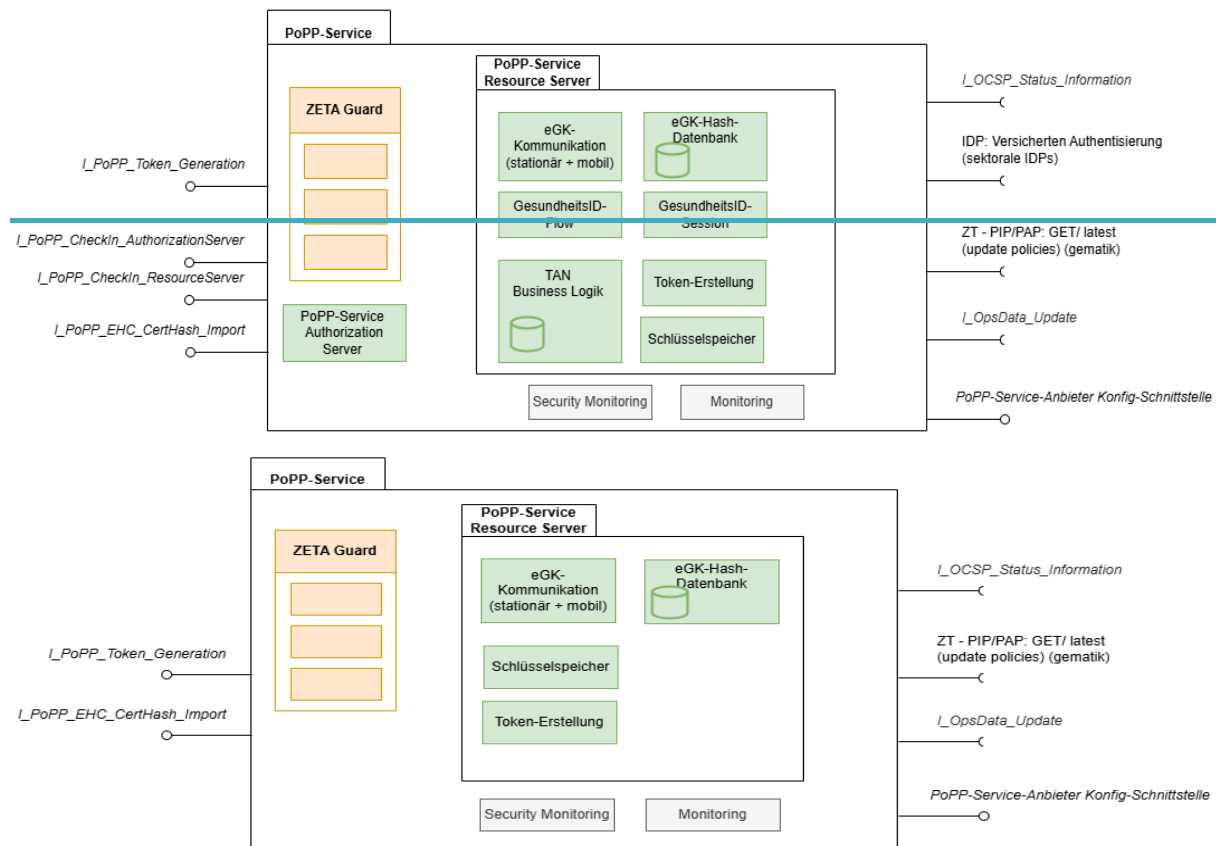 PoPP-Service
PoPP-Service
Resource Server
ZETA Guard
eGK-
Kommunikation
(stationär + mobil)
eGK-Hash-
Datenbank
I_OCSP_Status_Information
IDP: Versicherten Authentisierung
(sektorale IDPs)
I_PoPP_Token_Generation
GesundheitsID-
Flow
GesundheitsID-
Session
I_PoPP_CheckIn_AuthorizationServer
I_PoPP_CheckIn_ResourceServer
I_PoPP_EHC_CertHash_Import
ZT - PIP/PAP: GET/ latest
(update policies) (gematik)
TAN
Business Logik
Token-Erstellung
PoPP-Service
Authorization
Server
Schlüsselspeicher
I_OpsData_Update
Security Monitoring
Monitoring
PoPP-Service-Anbieter Konfig-Schnittstelle
PoPP-Service
PoPP-Service
Resource Server
ZETA Guard
eGK-
Kommunikation
(stationär + mobil)
eGK-Hash-
Datenbank
I_OCSP_Status_Information
I_PoPP_Token_Generation
Schlüsselspeicher
ZT - PIP/PAP: GET/ latest
(update policies) (gematik)
I_PoPP_EHC_CertHash_Import
Token-Erstellung
I_OpsData_Update
Security Monitoring
Monitoring
PoPP-Service-Anbieter Konfig-Schnittstelle